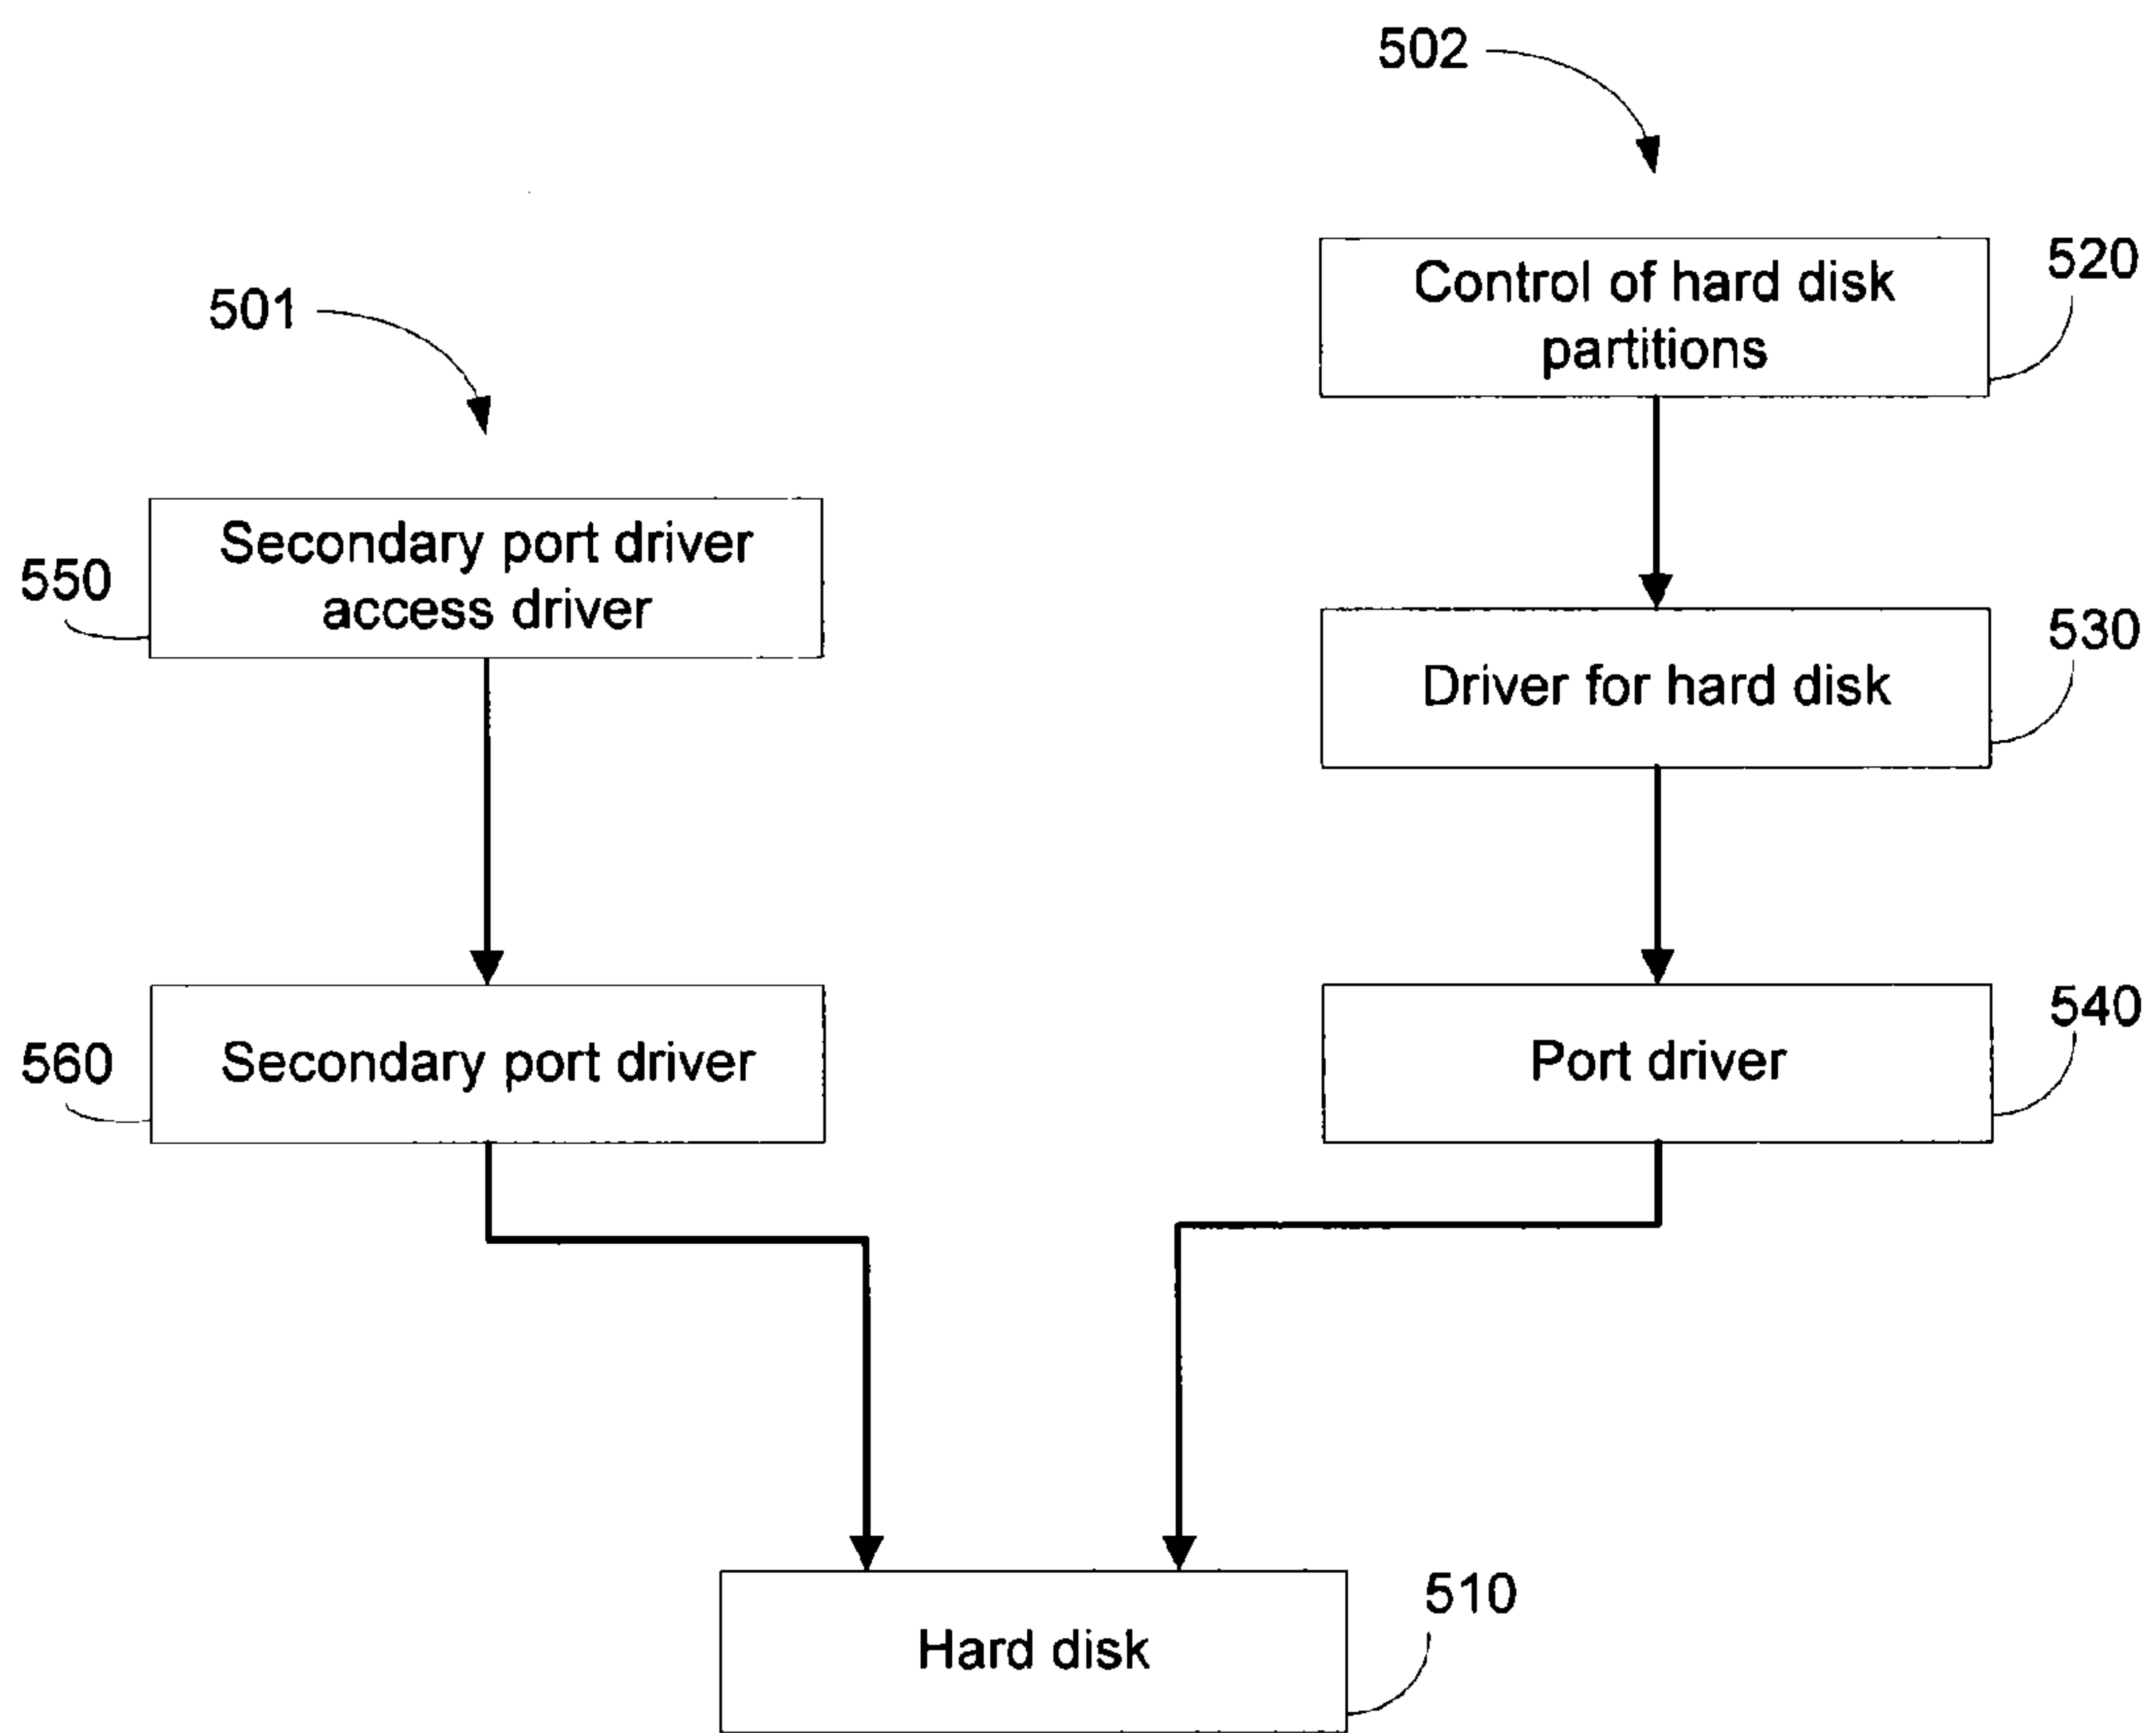 502
Control of hard disk
partitions
520
501
Secondary port driver
access driver
550
Driver for hard disk
530
Secondary port driver
560
Port driver
540
Hard disk
510